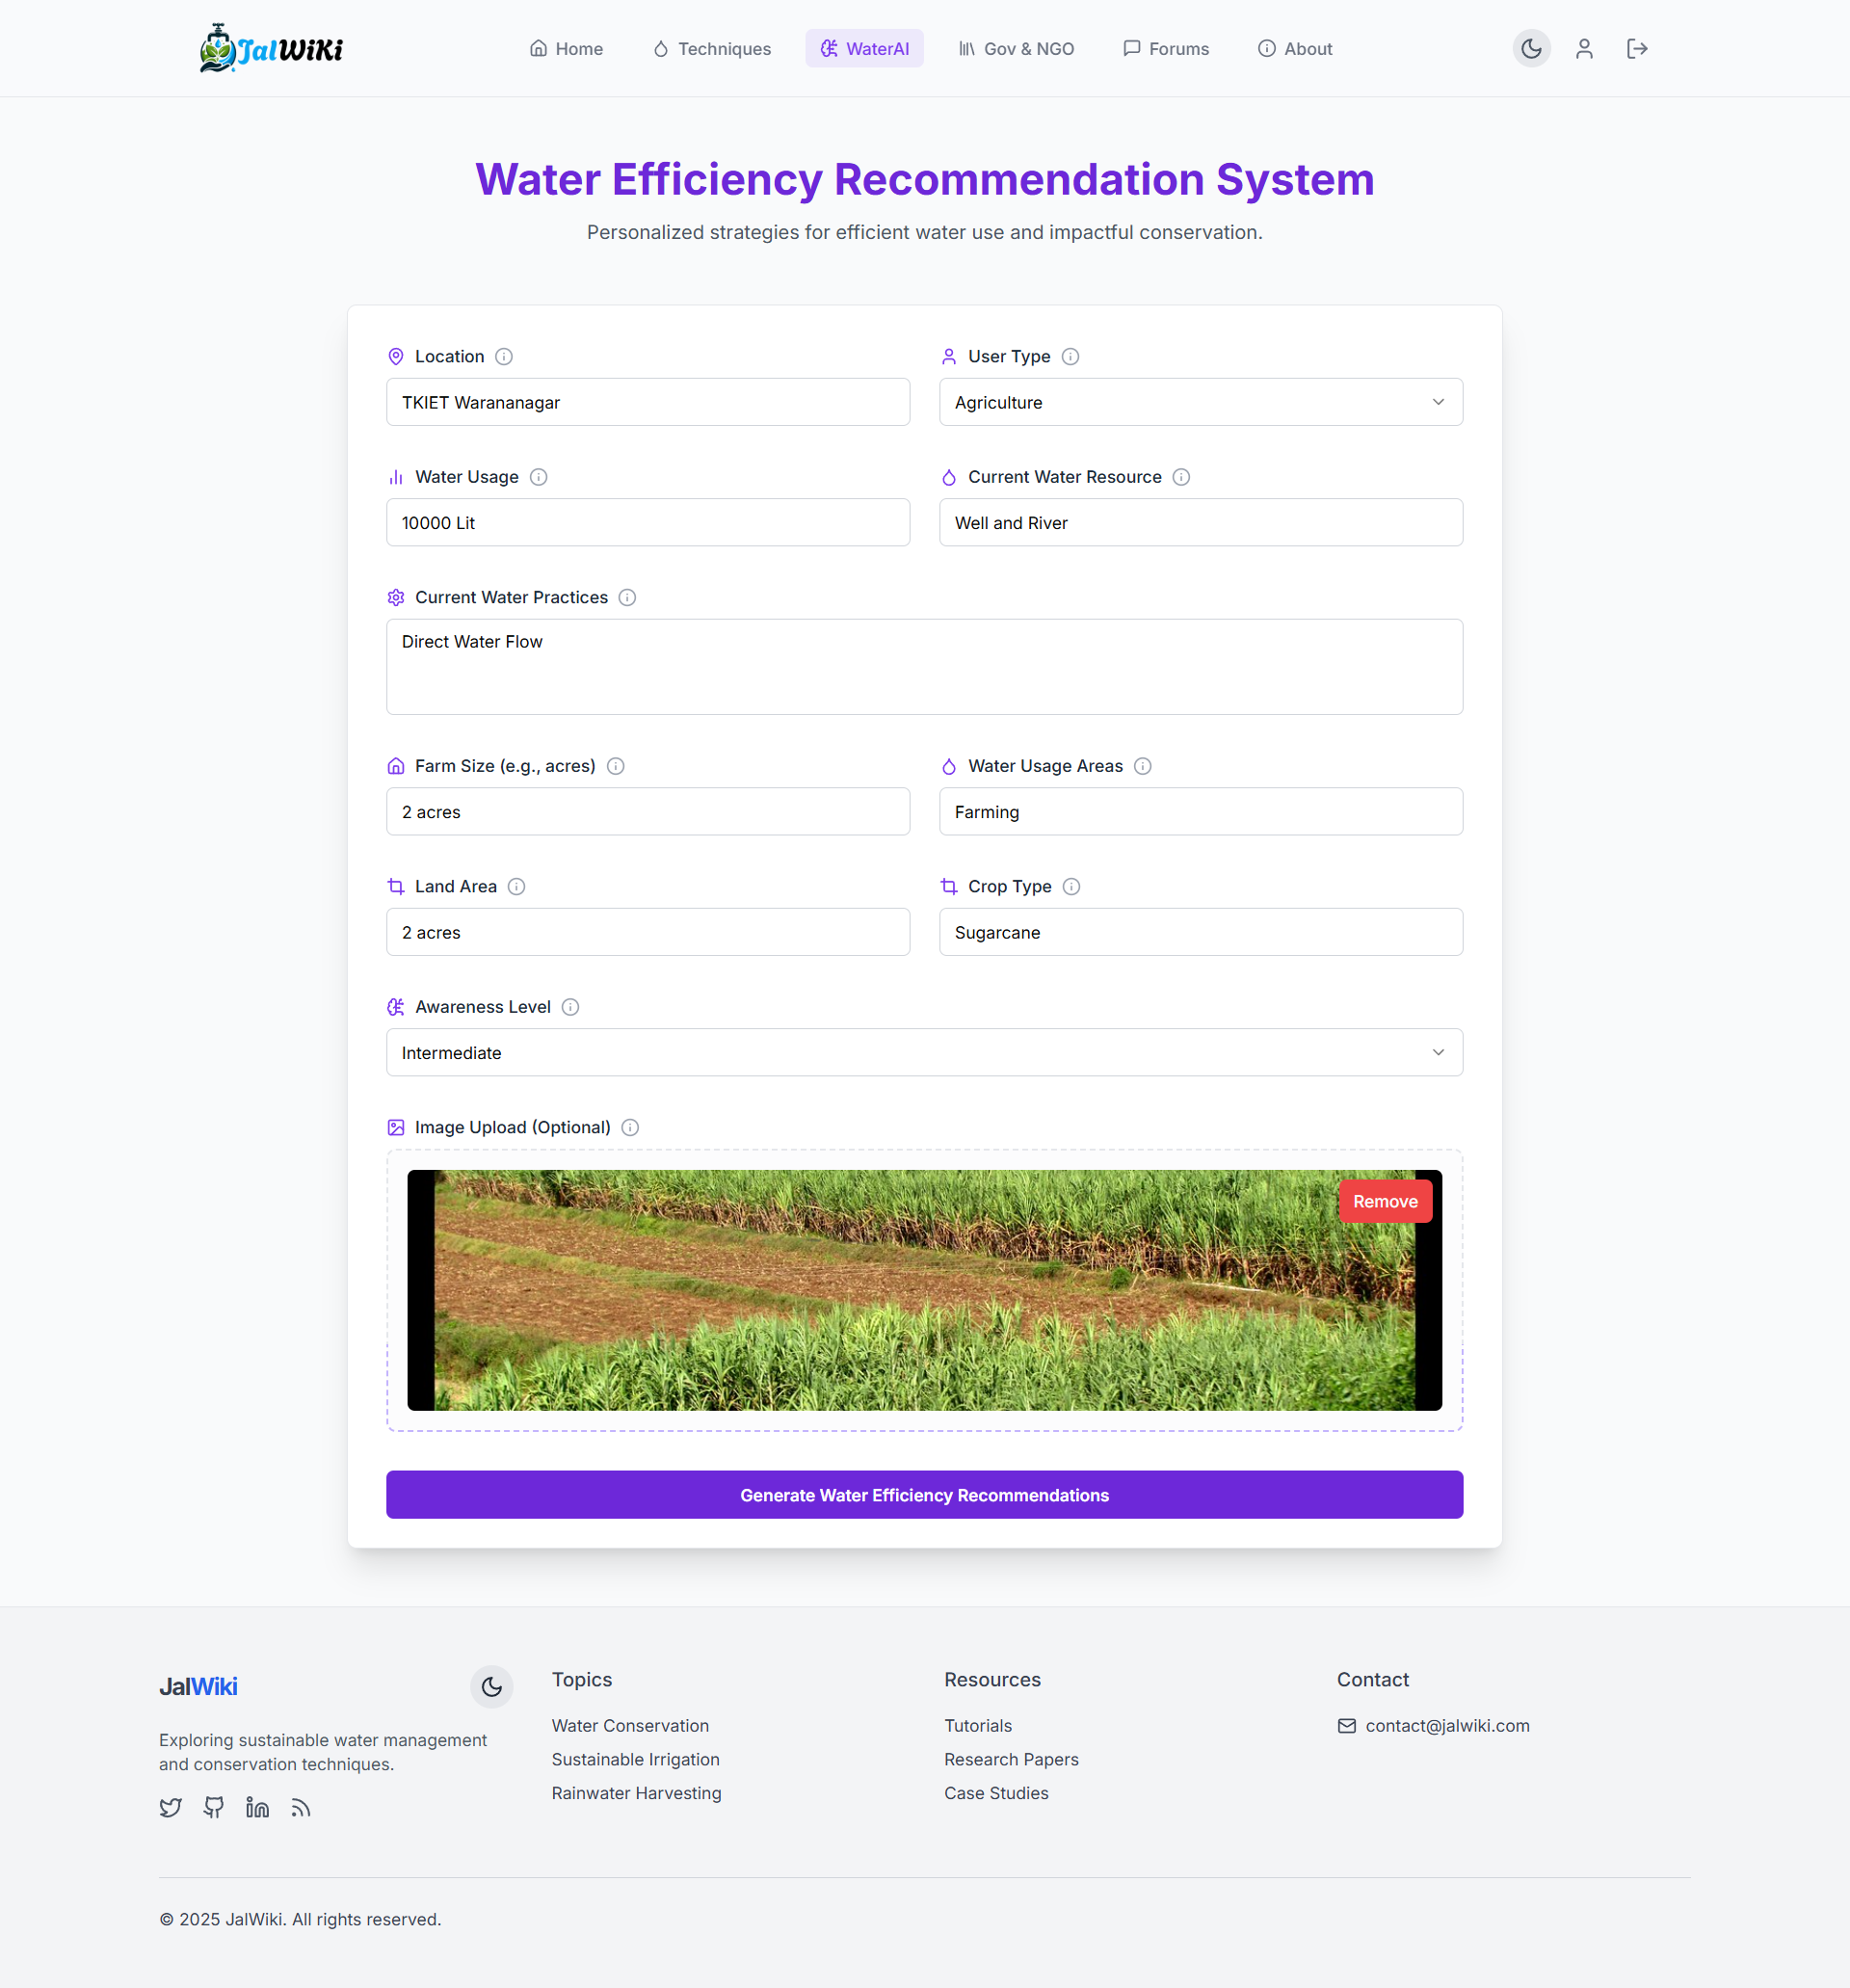 JalWiKi
Home
Techniques
WaterAI
Gov & NGO
Forums
About
Water Efficiency Recommendation System
Personalized strategies for efficient water use and impactful conservation.
Location
User Type
TKIET Warananagar
Agriculture
Water Usage
Current Water Resource
10000 Lit
Well and River
Current Water Practices
Direct Water Flow
Farm Size (e.g., acres)
Water Usage Areas
2 acres
Farming
Land Area
Crop Type
2 acres
Sugarcane
Awareness Level
Intermediate
Image Upload (Optional)
Remove
Generate Water Efficiency Recommendations
JalWiki
Exploring sustainable water management
and conservation techniques.
Topics
Water Conservation
Sustainable Irrigation
Rainwater Harvesting
Resources
Tutorials
Research Papers
Case Studies
Contact
contact@jalwiki.com
© 2025 JalWiki. All rights reserved.